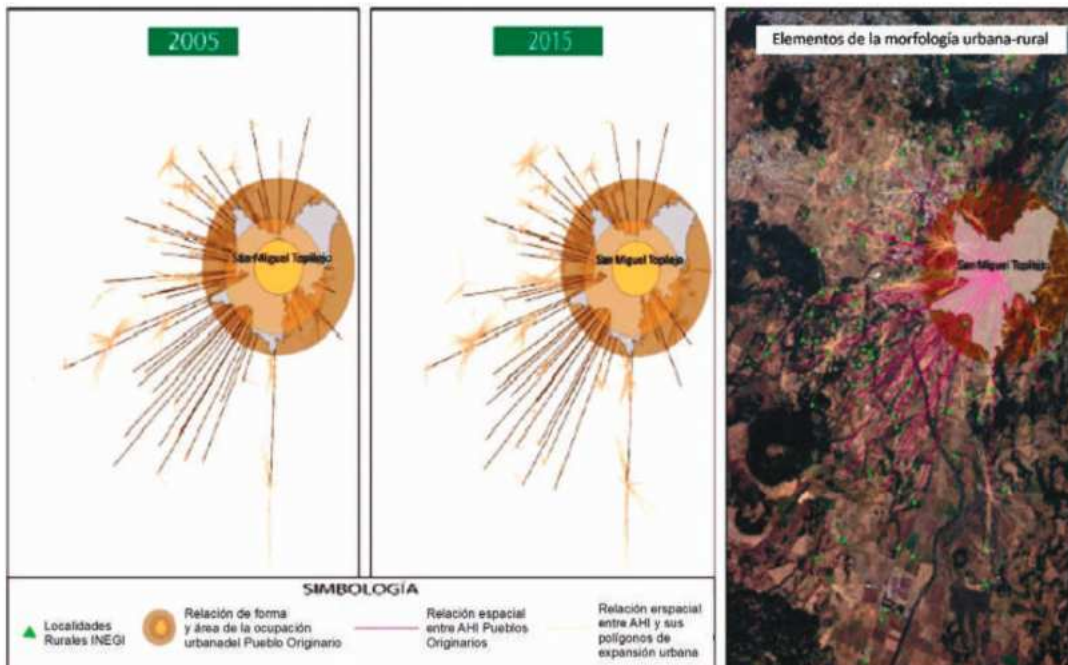 2005
2015
Elementos de la morfología urbana-rural
San Miguel Topilejo
San Miguel Topilejo
San Miguel Topilejo
SIMBOLOGÍA
Localidades
Rurales INEGI
Relación de forma
y área de la ocupación
urbanadel Pueblo Originario
Relación espacial
entre AHI Pueblos
Originarios
Relación erspacial
entre AHI y sus
polígonos de
expansión urbana